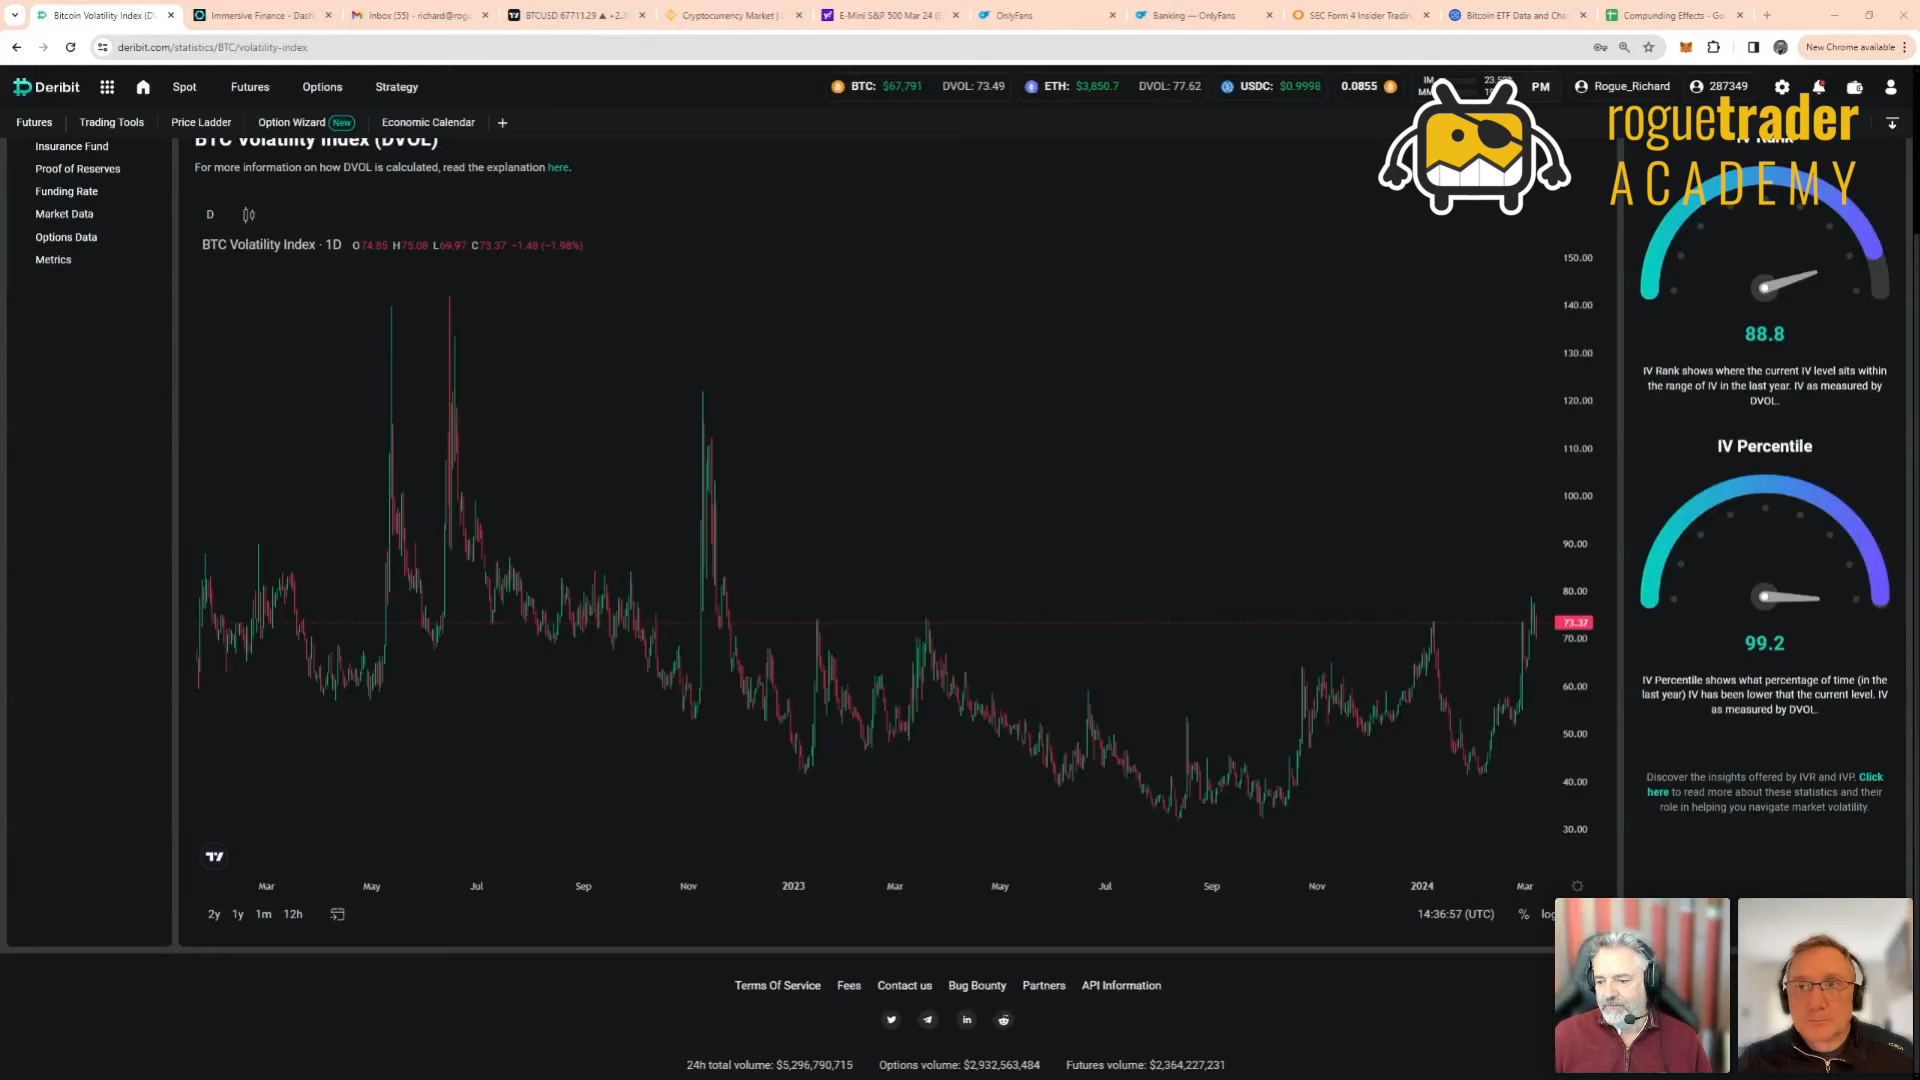 Bitcoin Volatility Index (DV
Immersive Finance - Dash
Inbox (55) - richard@rogu
BTCUSD 67711.29 ▲ +2.3
Cryptocurrency Market | C
E-Mini S&P 500 Mar 24 (E
OnlyFans
Banking — OnlyFans
SEC Form 4 Insider Tradin
Bitcoin ETF Data and Cha
Compunding Effects - Go
deribit.com/statistics/BTC/volatility-index
New Chrome available
Deribit
Spot
Futures
Options
Strategy
BTC: $67,791
DVOL: 73.49
ETH: $3,850.7
DVOL: 77.62
USDC: $0.9998
0.0855
IM
MM
PM
Rogue_Richard
287349
Futures
Trading Tools
Price Ladder
Option Wizard New
Economic Calendar
roguetrader
ACADEMY
Insurance Fund
Proof of Reserves
Funding Rate
Market Data
Options Data
Metrics
BTC Volatility Index (DVOL)
For more information on how DVOL is calculated, read the explanation here.
D
BTC Volatility Index · 1D O74.85 H75.08 L69.97 C73.37 −1.48 (−1.98%)
150.00
140.00
130.00
120.00
110.00
100.00
90.00
80.00
73.37
70.00
60.00
50.00
40.00
30.00
Mar
May
Jul
Sep
Nov
2023
Mar
May
Jul
Sep
Nov
2024
Mar
2y 1y 1m 12h
14:36:57 (UTC)
%
log
IV Rank
88.8
IV Rank shows where the current IV level sits within
the range of IV in the last year. IV as measured by
DVOL.
IV Percentile
99.2
IV Percentile shows what percentage of time (in the
last year) IV has been lower that the current level. IV
as measured by DVOL.
Discover the insights offered by IVR and IVP. Click
here to read more about these statistics and their
role in helping you navigate market volatility.
Terms Of Service
Fees
Contact us
Bug Bounty
Partners
API Information
24h total volume: $5,296,790,715
Options volume: $2,932,563,484
Futures volume: $2,364,227,231